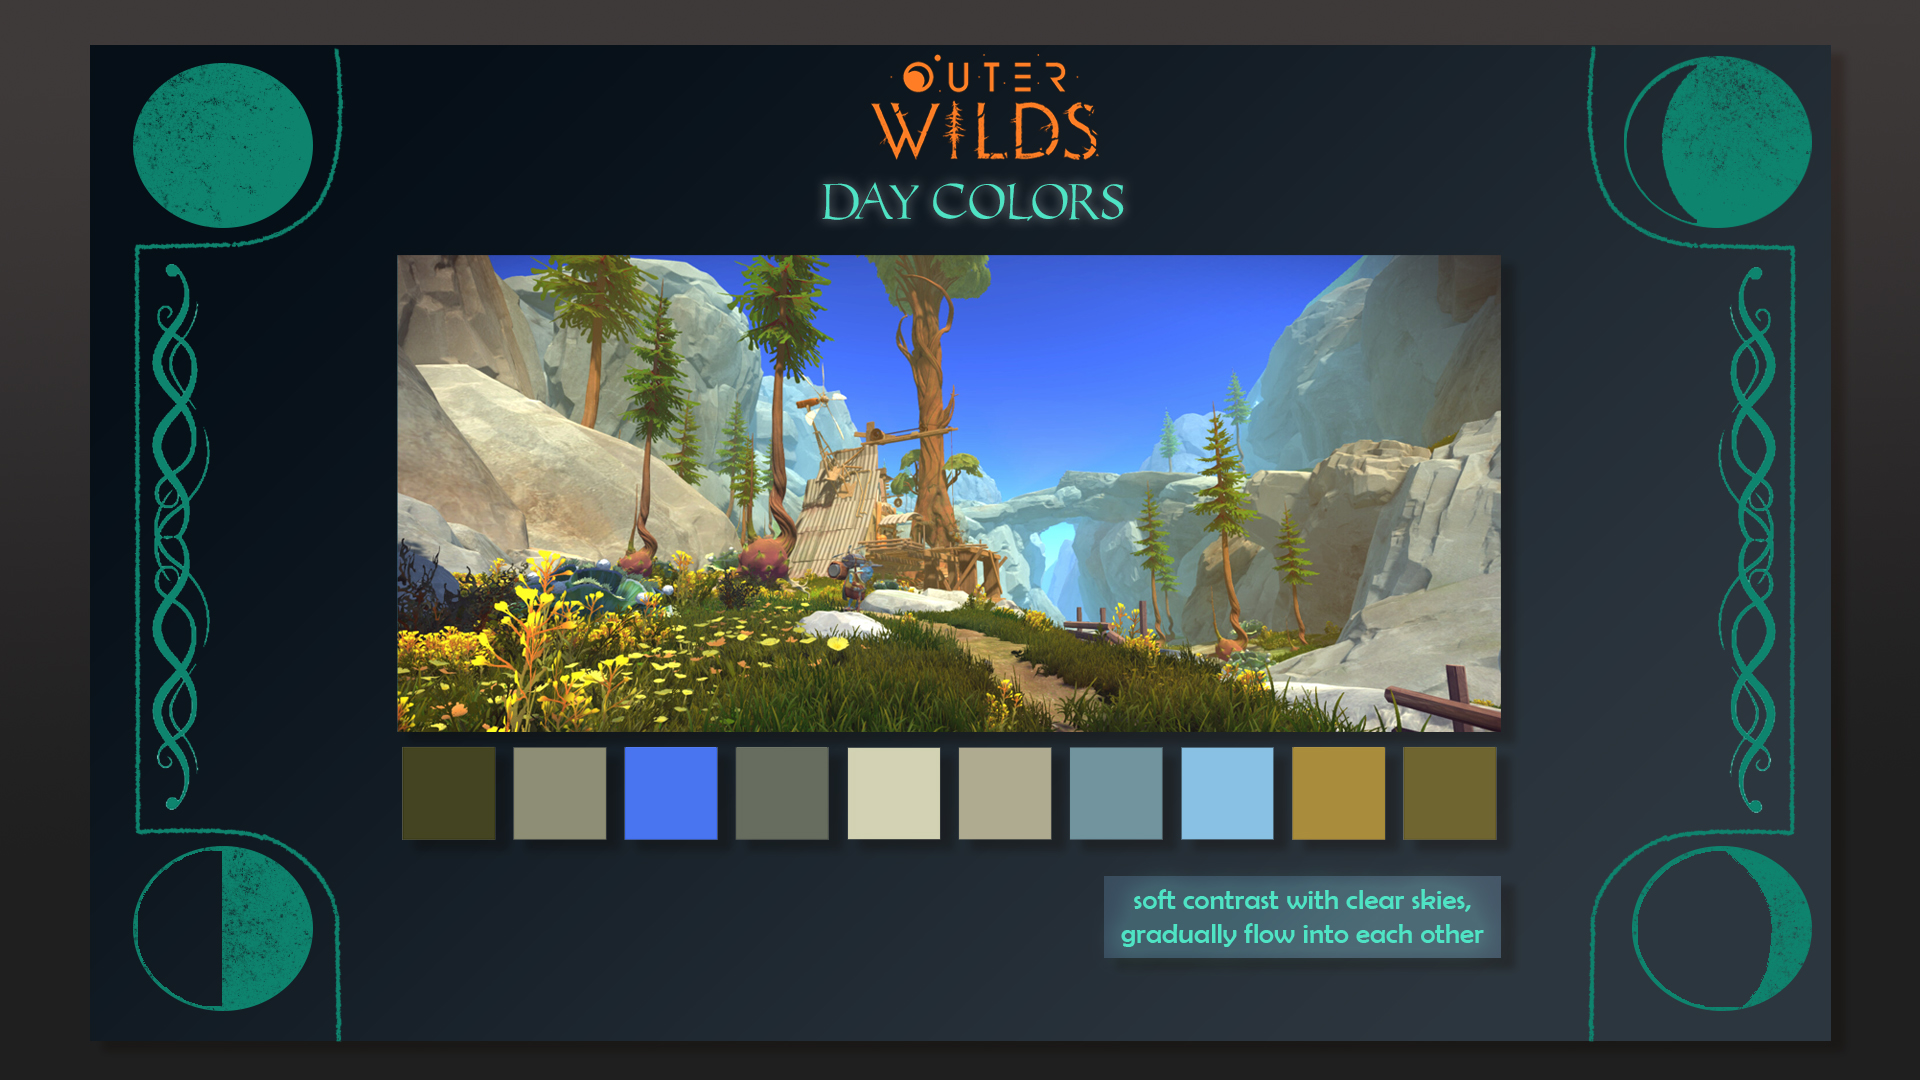 OUTER
WILDS
DAY COLORS
soft contrast with clear skies,
gradually flow into each other